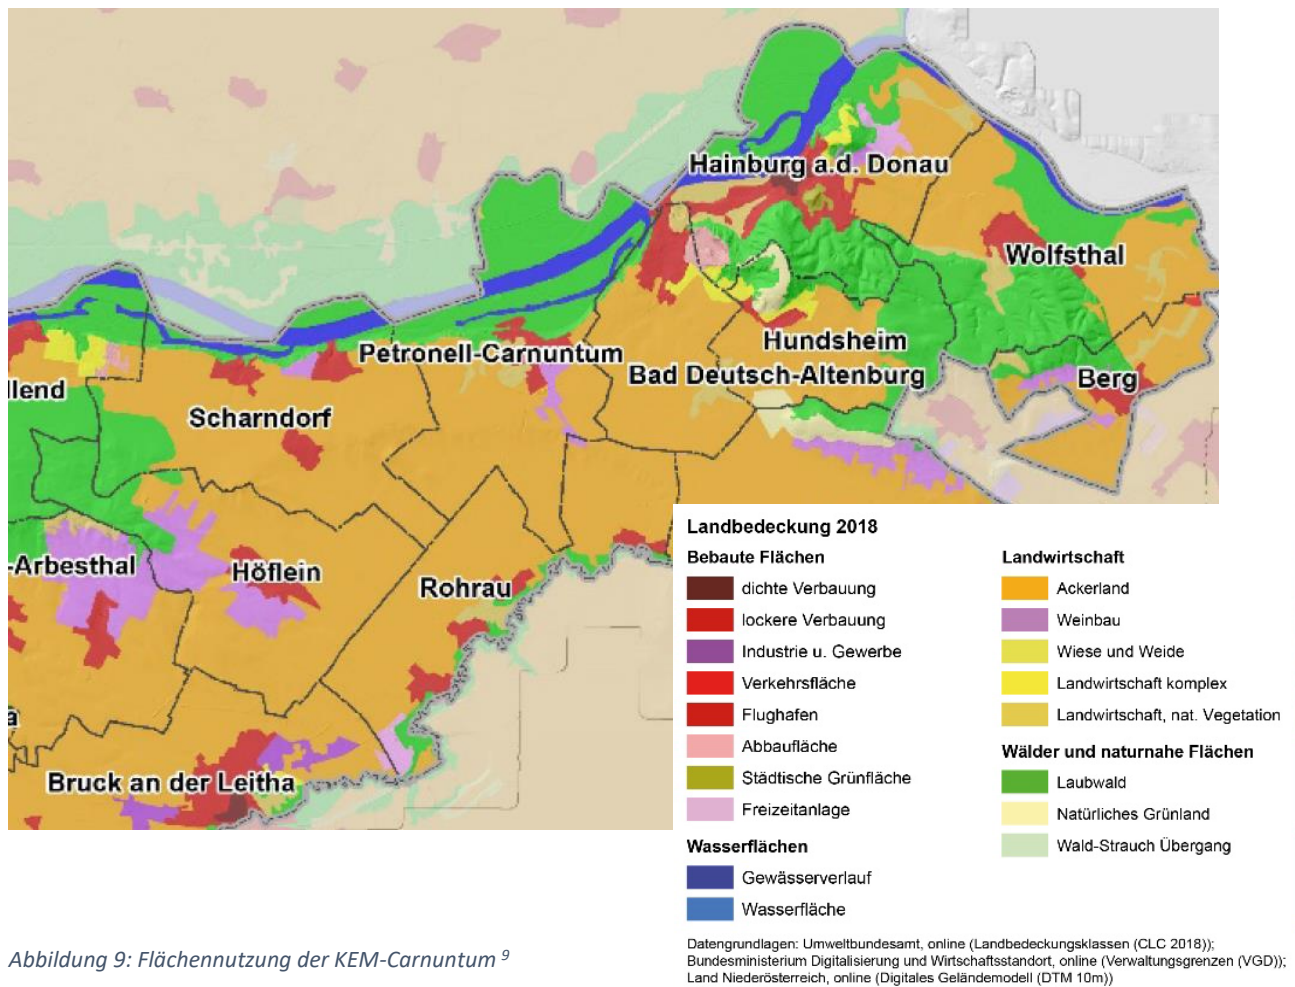 Hainburg a.d. Donau
Wolfsthal
Hundsheim
Petronell-Carnuntum
Bad Deutsch-Altenburg
Berg
llend
Scharndorf
-Arbesthal
Höflein
Rohrau
a
Bruck an der Leitha
Landbedeckung 2018
Bebaute Flächen
dichte Verbauung
lockere Verbauung
Industrie u. Gewerbe
Verkehrsfläche
Flughafen
Abbaufläche
Städtische Grünfläche
Freizeitanlage
Wasserflächen
Gewässerverlauf
Wasserfläche
Landwirtschaft
Ackerland
Weinbau
Wiese und Weide
Landwirtschaft komplex
Landwirtschaft, nat. Vegetation
Wälder und naturnahe Flächen
Laubwald
Natürliches Grünland
Wald-Strauch Übergang
Datengrundlagen: Umweltbundesamt, online (Landbedeckungsklassen (CLC 2018));
Bundesministerium Digitalisierung und Wirtschaftsstandort, online (Verwaltungsgrenzen (VGD));
Land Niederösterreich, online (Digitales Geländemodell (DTM 10m))
Abbildung 9: Flächennutzung der KEM-Carnuntum 9